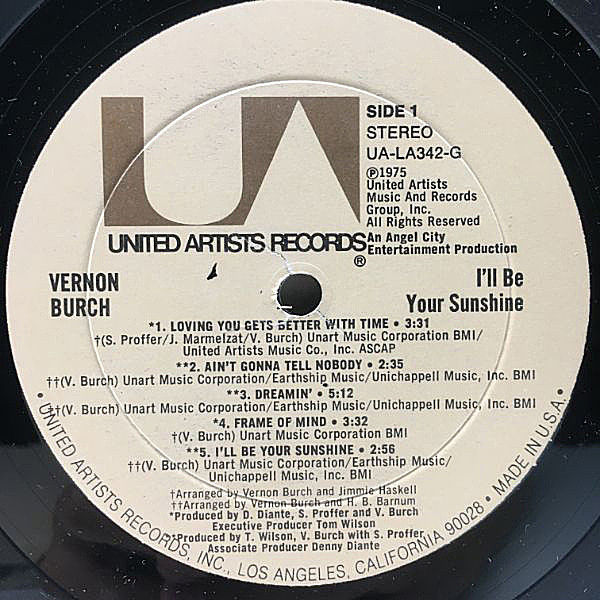 UA
UNITED ARTISTS RECORDS®
SIDE 1
STEREO
UA-LA342-G
℗1975
United Artists
Music And Records
Group, Inc.
All Rights Reserved
An Angel City
Entertainment Production
VERNON
BURCH
I'll Be
Your Sunshine
*1. LOVING YOU GETS BETTER WITH TIME • 3:31
†(S. Proffer/J. Marmelzat/V. Burch) Unart Music Corporation BMI/
United Artists Music Co., Inc. ASCAP
**2. AIN'T GONNA TELL NOBODY • 2:35
††(V. Burch) Unart Music Corporation/Earthship Music/Unichappell Music, Inc. BMI
**3. DREAMIN' • 5:12
††(V. Burch) Unart Music Corporation/Earthship Music/Unichappell Music, Inc. BMI
*4. FRAME OF MIND • 3:32
†(V. Burch) Unart Music Corporation BMI
**5. I'LL BE YOUR SUNSHINE • 2:56
††(V. Burch) Unart Music Corporation/Earthship Music/
Unichappell Music, Inc. BMI
†Arranged by Vernon Burch and Jimmie Haskell
††Arranged by Vernon Burch and H. B. Barnum
*Produced by D. Diante, S. Proffer and V. Burch
Executive Producer Tom Wilson
**Produced by T. Wilson, V. Burch with S. Proffer
Associate Producer Denny Diante
• UNITED ARTISTS RECORDS, INC., LOS ANGELES, CALIFORNIA 90028 • MADE IN U.S.A. •